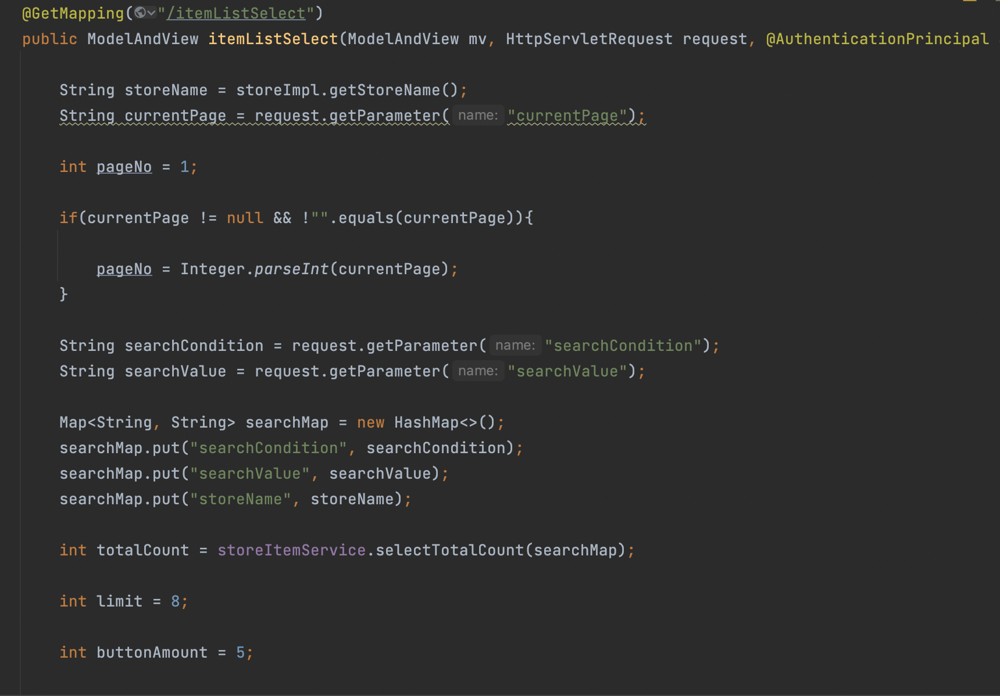 @GetMapping("/itemListSelect")
public ModelAndView itemListSelect(ModelAndView mv, HttpServletRequest request, @AuthenticationPrincipal
String storeName = storeImpl.getStoreName();
String currentPage = request.getParameter( name: "currentPage");
int pageNo = 1;
if(currentPage != null && !"".equals(currentPage)){
pageNo = Integer.parseInt(currentPage);
}
String searchCondition = request.getParameter( name: "searchCondition");
String searchValue = request.getParameter( name: "searchValue");
Map<String, String> searchMap = new HashMap<>();
searchMap.put("searchCondition", searchCondition);
searchMap.put("searchValue", searchValue);
searchMap.put("storeName", storeName);
int totalCount = storeItemService.selectTotalCount(searchMap);
int limit = 8;
int buttonAmount = 5;